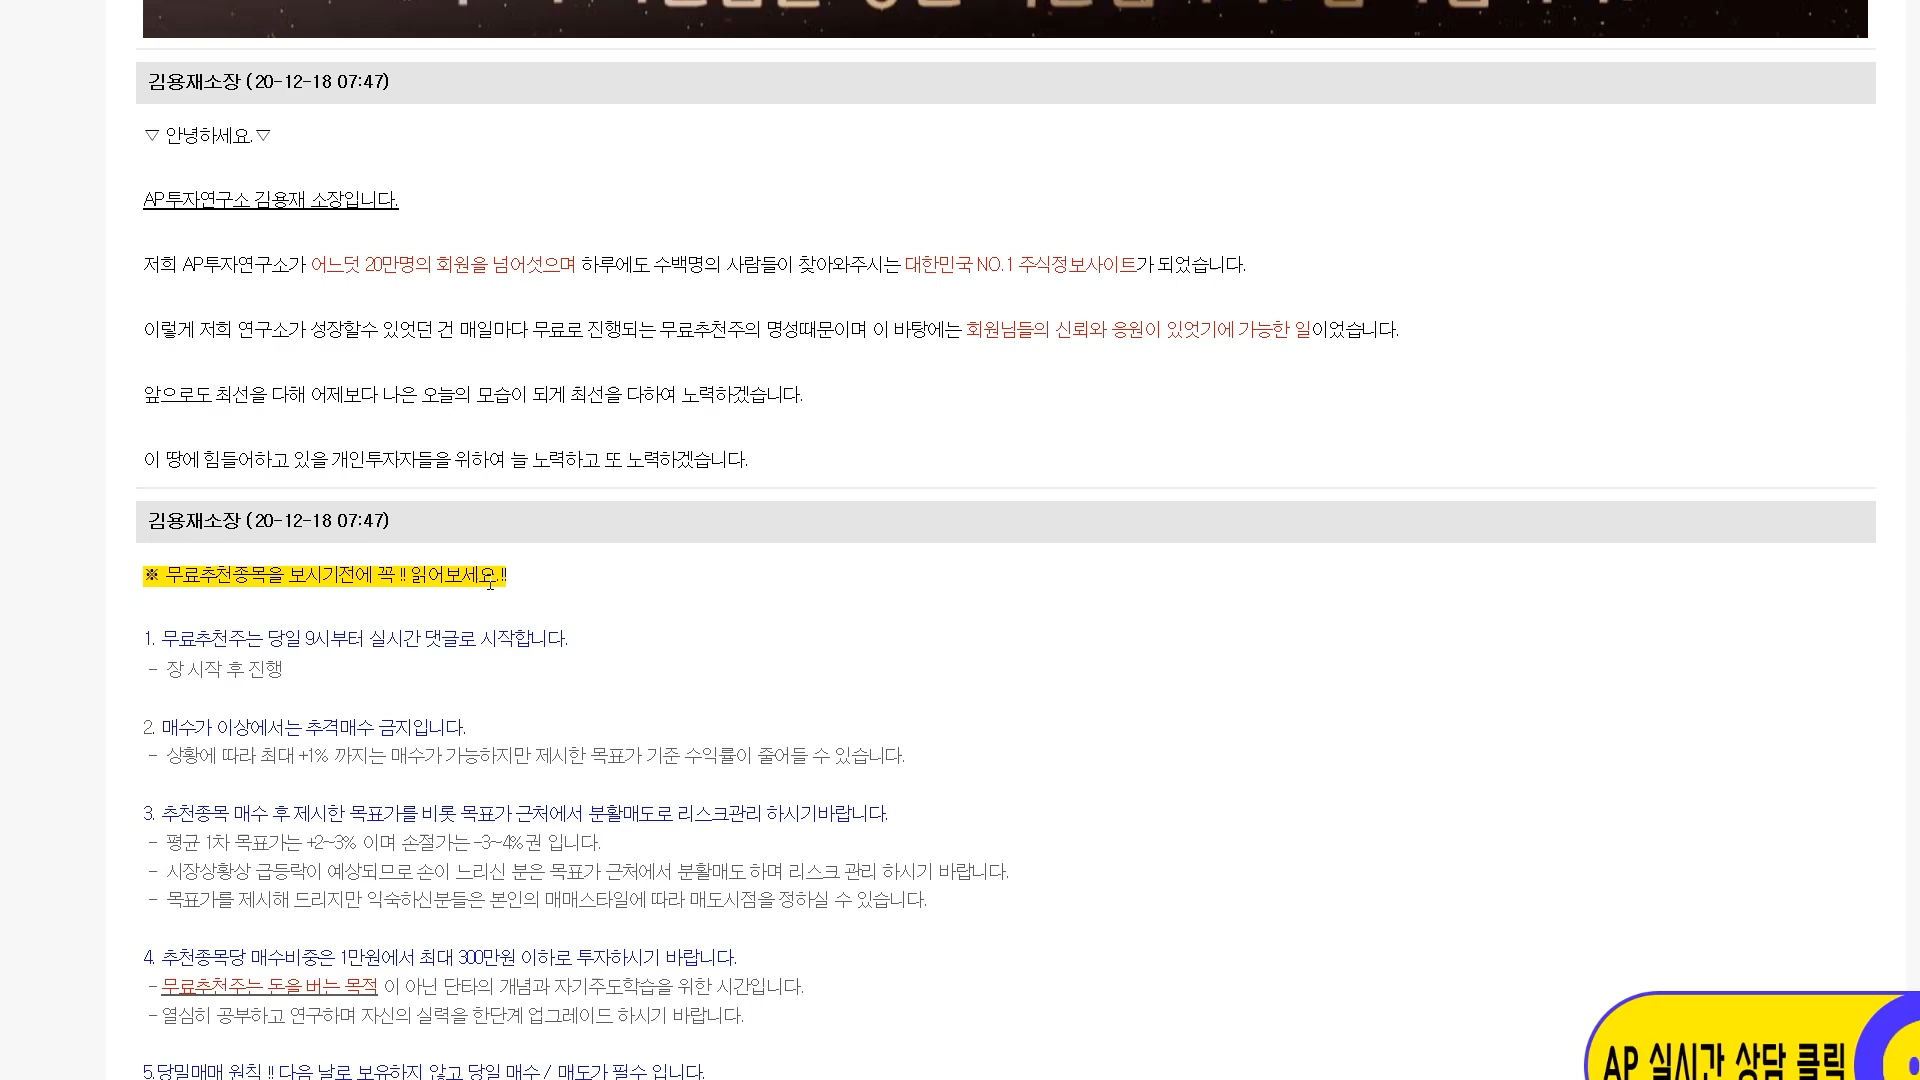 김용재소장 (20-12-18 07:47)
▽ 안녕하세요.▽
AP투자연구소 김용재 소장입니다.
저희 AP투자연구소가 어느덧 20만명의 회원을 넘어섯으며 하루에도 수백명의 사람들이 찾아와주시는 대한민국 NO.1 주식정보사이트가 되었습니다.
이렇게 저희 연구소가 성장할수 있엇던 건 매일마다 무료로 진행되는 무료추천주의 명성때문이며 이 바탕에는 회원님들의 신뢰와 응원이 있엇기에 가능한 일이었습니다.
앞으로도 최선을 다해 어제보다 나은 오늘의 모습이 되게 최선을 다하여 노력하겠습니다.
이 땅에 힘들어하고 있을 개인투자자들을 위하여 늘 노력하고 또 노력하겠습니다.
김용재소장 (20-12-18 07:47)
※ 무료추천종목을 보시기전에 꼭 !! 읽어보세요.!!
1. 무료추천주는 당일 9시부터 실시간 댓글로 시작합니다.
- 장 시작 후 진행
2. 매수가 이상에서는 추격매수 금지입니다.
- 상황에 따라 최대 +1% 까지는 매수가 가능하지만 제시한 목표가 기준 수익률이 줄어들 수 있습니다.
3. 추천종목 매수 후 제시한 목표가를 비롯 목표가 근처에서 분활매도로 리스크관리 하시기바랍니다.
- 평균 1차 목표가는 +2~3% 이며 손절가는 -3~4%권 입니다.
- 시장상황상 급등락이 예상되므로 손이 느리신 분은 목표가 근처에서 분활매도 하며 리스크 관리 하시기 바랍니다.
- 목표가를 제시해 드리지만 익숙하신분들은 본인의 매매스타일에 따라 매도시점을 정하실 수 있습니다.
4. 추천종목당 매수비중은 1만원에서 최대 300만원 이하로 투자하시기 바랍니다.
- 무료추천주는 돈을 버는 목적 이 아닌 단타의 개념과 자기주도학습을 위한 시간입니다.
- 열심히 공부하고 연구하며 자신의 실력을 한단계 업그레이드 하시기 바랍니다.
5.당밀매매 원칙 !! 다음 날로 보유하지 않고 당일 매수 / 매도가 필수 입니다.
AP 실시간 상담 클릭